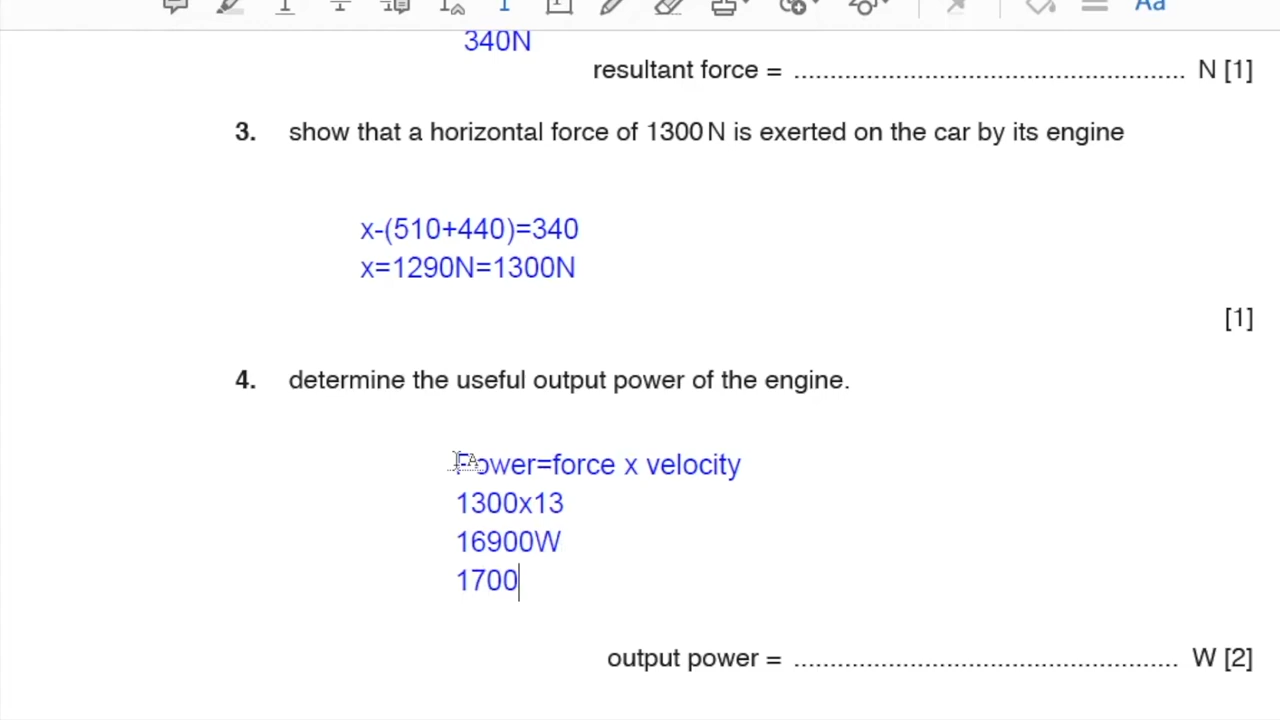 Aa
340N
resultant force = ...................................................... N [1]
3. show that a horizontal force of 1300 N is exerted on the car by its engine
x-(510+440)=340
x=1290N=1300N
[1]
4. determine the useful output power of the engine.
Power=force x velocity
1300x13
16900W
1700
output power = ..................................................... W [2]